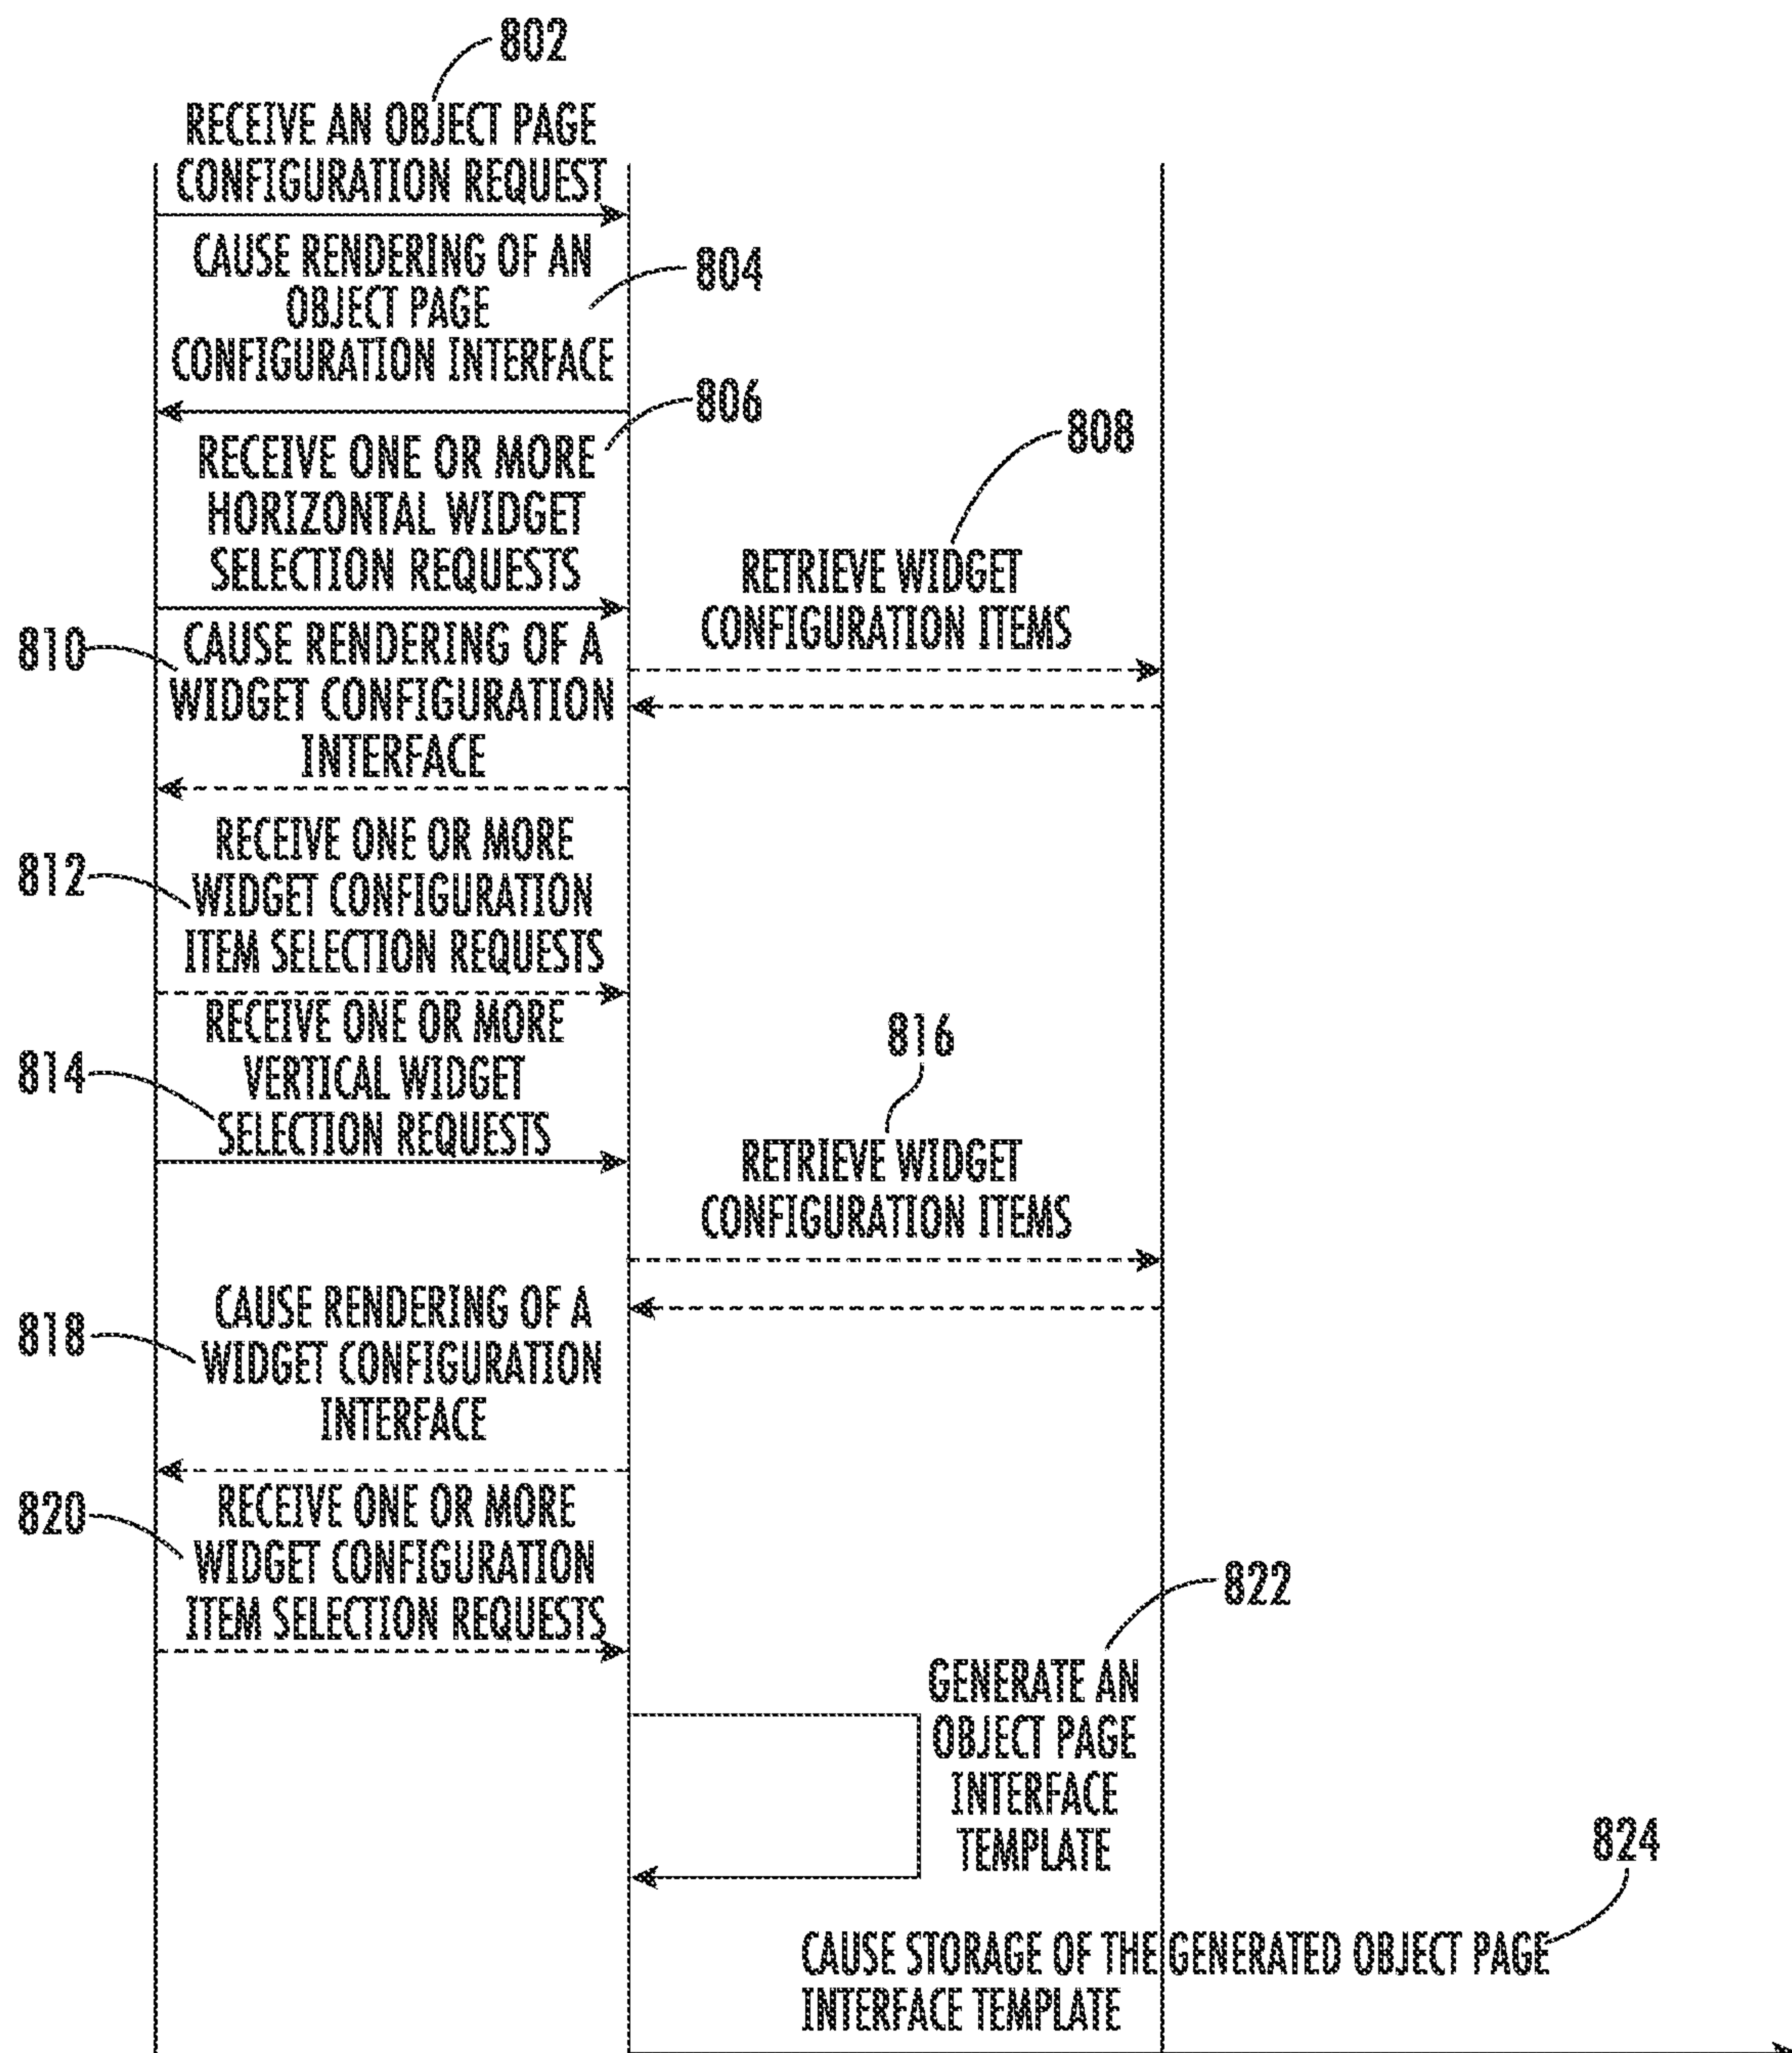 802
RECEIVE AN OBJECT PAGE
CONFIGURATION REQUEST
CAUSE RENDERING OF AN
OBJECT PAGE
CONFIGURATION INTERFACE
804
806
RECEIVE ONE OR MORE
HORIZONTAL WIDGET
SELECTION REQUESTS
808
RETRIEVE WIDGET
CONFIGURATION ITEMS
810
CAUSE RENDERING OF A
WIDGET CONFIGURATION
INTERFACE
812
RECEIVE ONE OR MORE
WIDGET CONFIGURATION
ITEM SELECTION REQUESTS
814
RECEIVE ONE OR MORE
VERTICAL WIDGET
SELECTION REQUESTS
816
RETRIEVE WIDGET
CONFIGURATION ITEMS
818
CAUSE RENDERING OF A
WIDGET CONFIGURATION
INTERFACE
820
RECEIVE ONE OR MORE
WIDGET CONFIGURATION
ITEM SELECTION REQUESTS
822
GENERATE AN
OBJECT PAGE
INTERFACE
TEMPLATE
824
CAUSE STORAGE OF THE GENERATED OBJECT PAGE
INTERFACE TEMPLATE